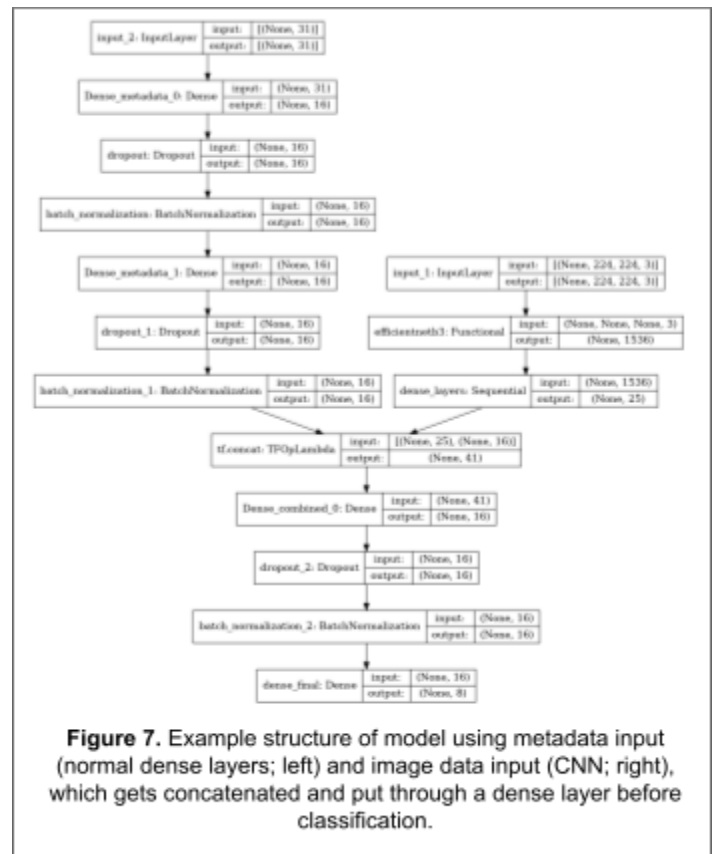 input_2: InputLayer input: [(None, 31)]
output: [(None, 31)]
Dense_metadata_0: Dense input: (None, 31)
output: (None, 16)
dropout: Dropout input: (None, 16)
output: (None, 16)
batch_normalization: BatchNormalization input: (None, 16)
output: (None, 16)
Dense_metadata_1: Dense input: (None, 16)
output: (None, 16)
input_1: InputLayer input: [(None, 224, 224, 3)]
output: [(None, 224, 224, 3)]
dropout_1: Dropout input: (None, 16)
output: (None, 16)
efficientnetb3: Functional input: (None, None, None, 3)
output: (None, 1536)
batch_normalization_1: BatchNormalization input: (None, 16)
output: (None, 16)
dense_layers: Sequential input: (None, 1536)
output: (None, 25)
tf.concat: TFOpLambda input: [(None, 25), (None, 16)]
output: (None, 41)
Dense_combined_0: Dense input: (None, 41)
output: (None, 16)
dropout_2: Dropout input: (None, 16)
output: (None, 16)
batch_normalization_2: BatchNormalization input: (None, 16)
output: (None, 16)
dense_final: Dense input: (None, 16)
output: (None, 8)
Figure 7. Example structure of model using metadata input
(normal dense layers; left) and image data input (CNN; right),
which gets concatenated and put through a dense layer before
classification.